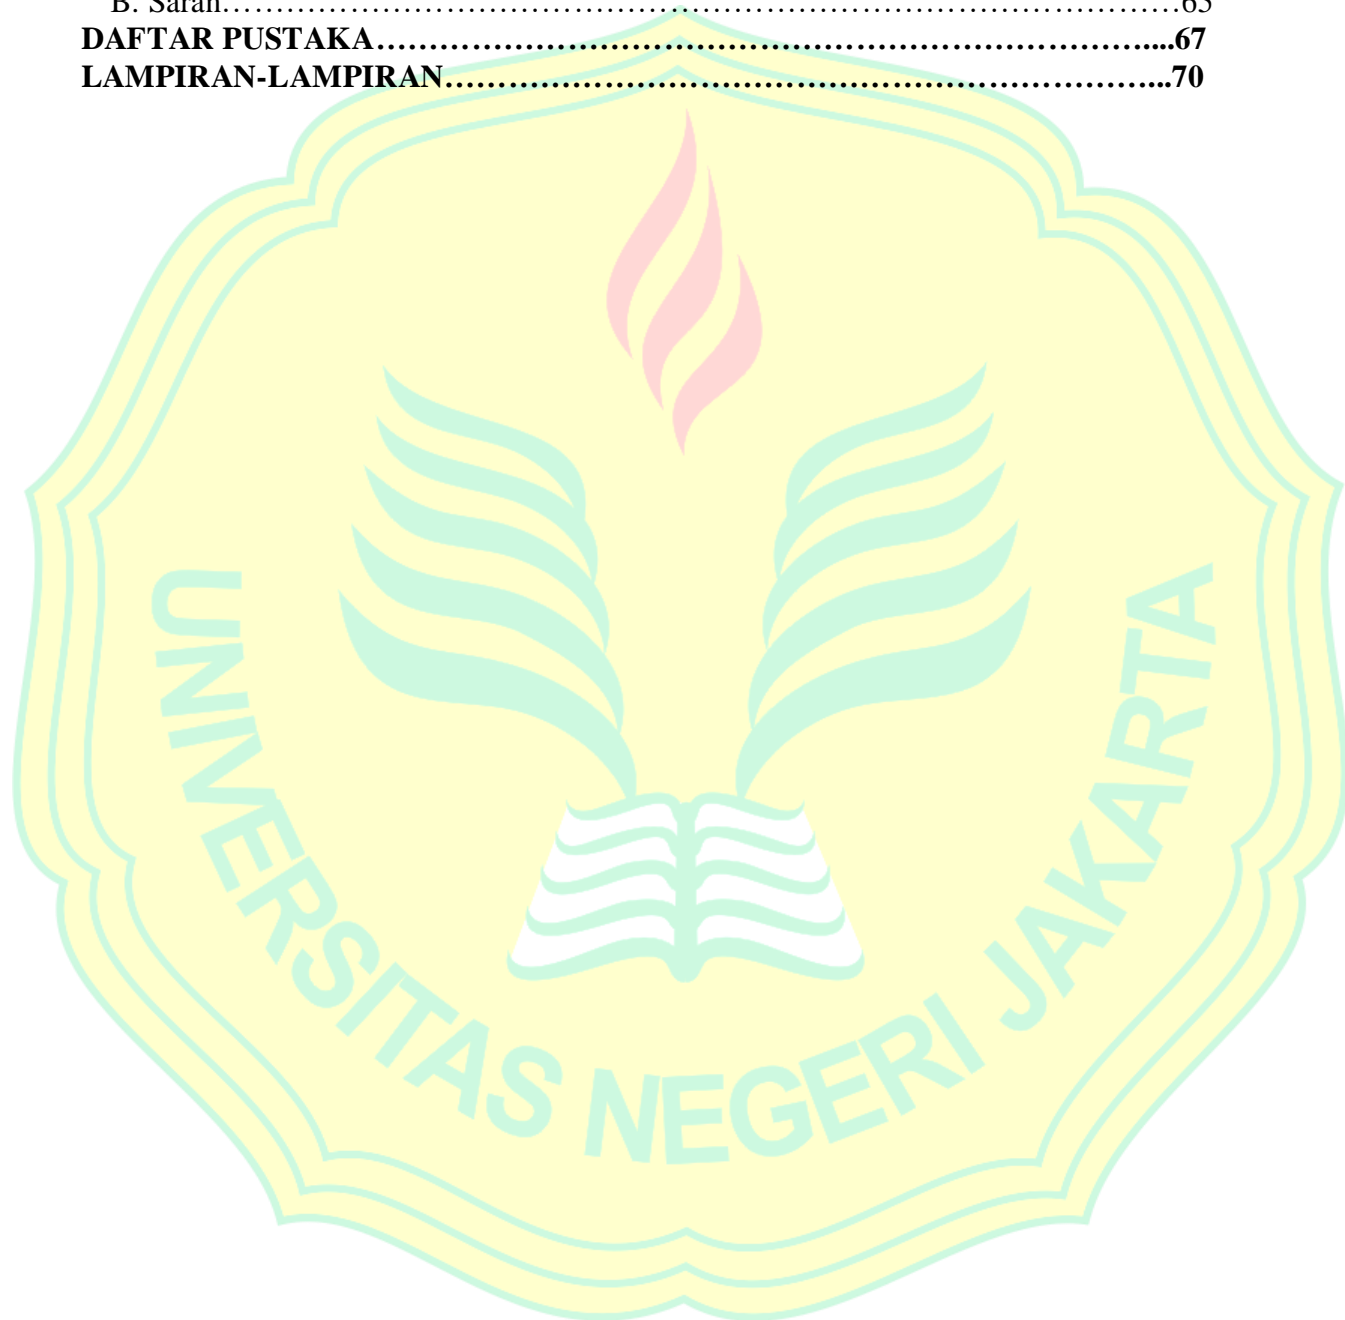 B. Saran……………………………………………………………………………………65
DAFTAR PUSTAKA…………………………………………………………………....67
LAMPIRAN-LAMPIRAN……………………………………………………………...70
UNIVERSITAS NEGERI JAKARTA